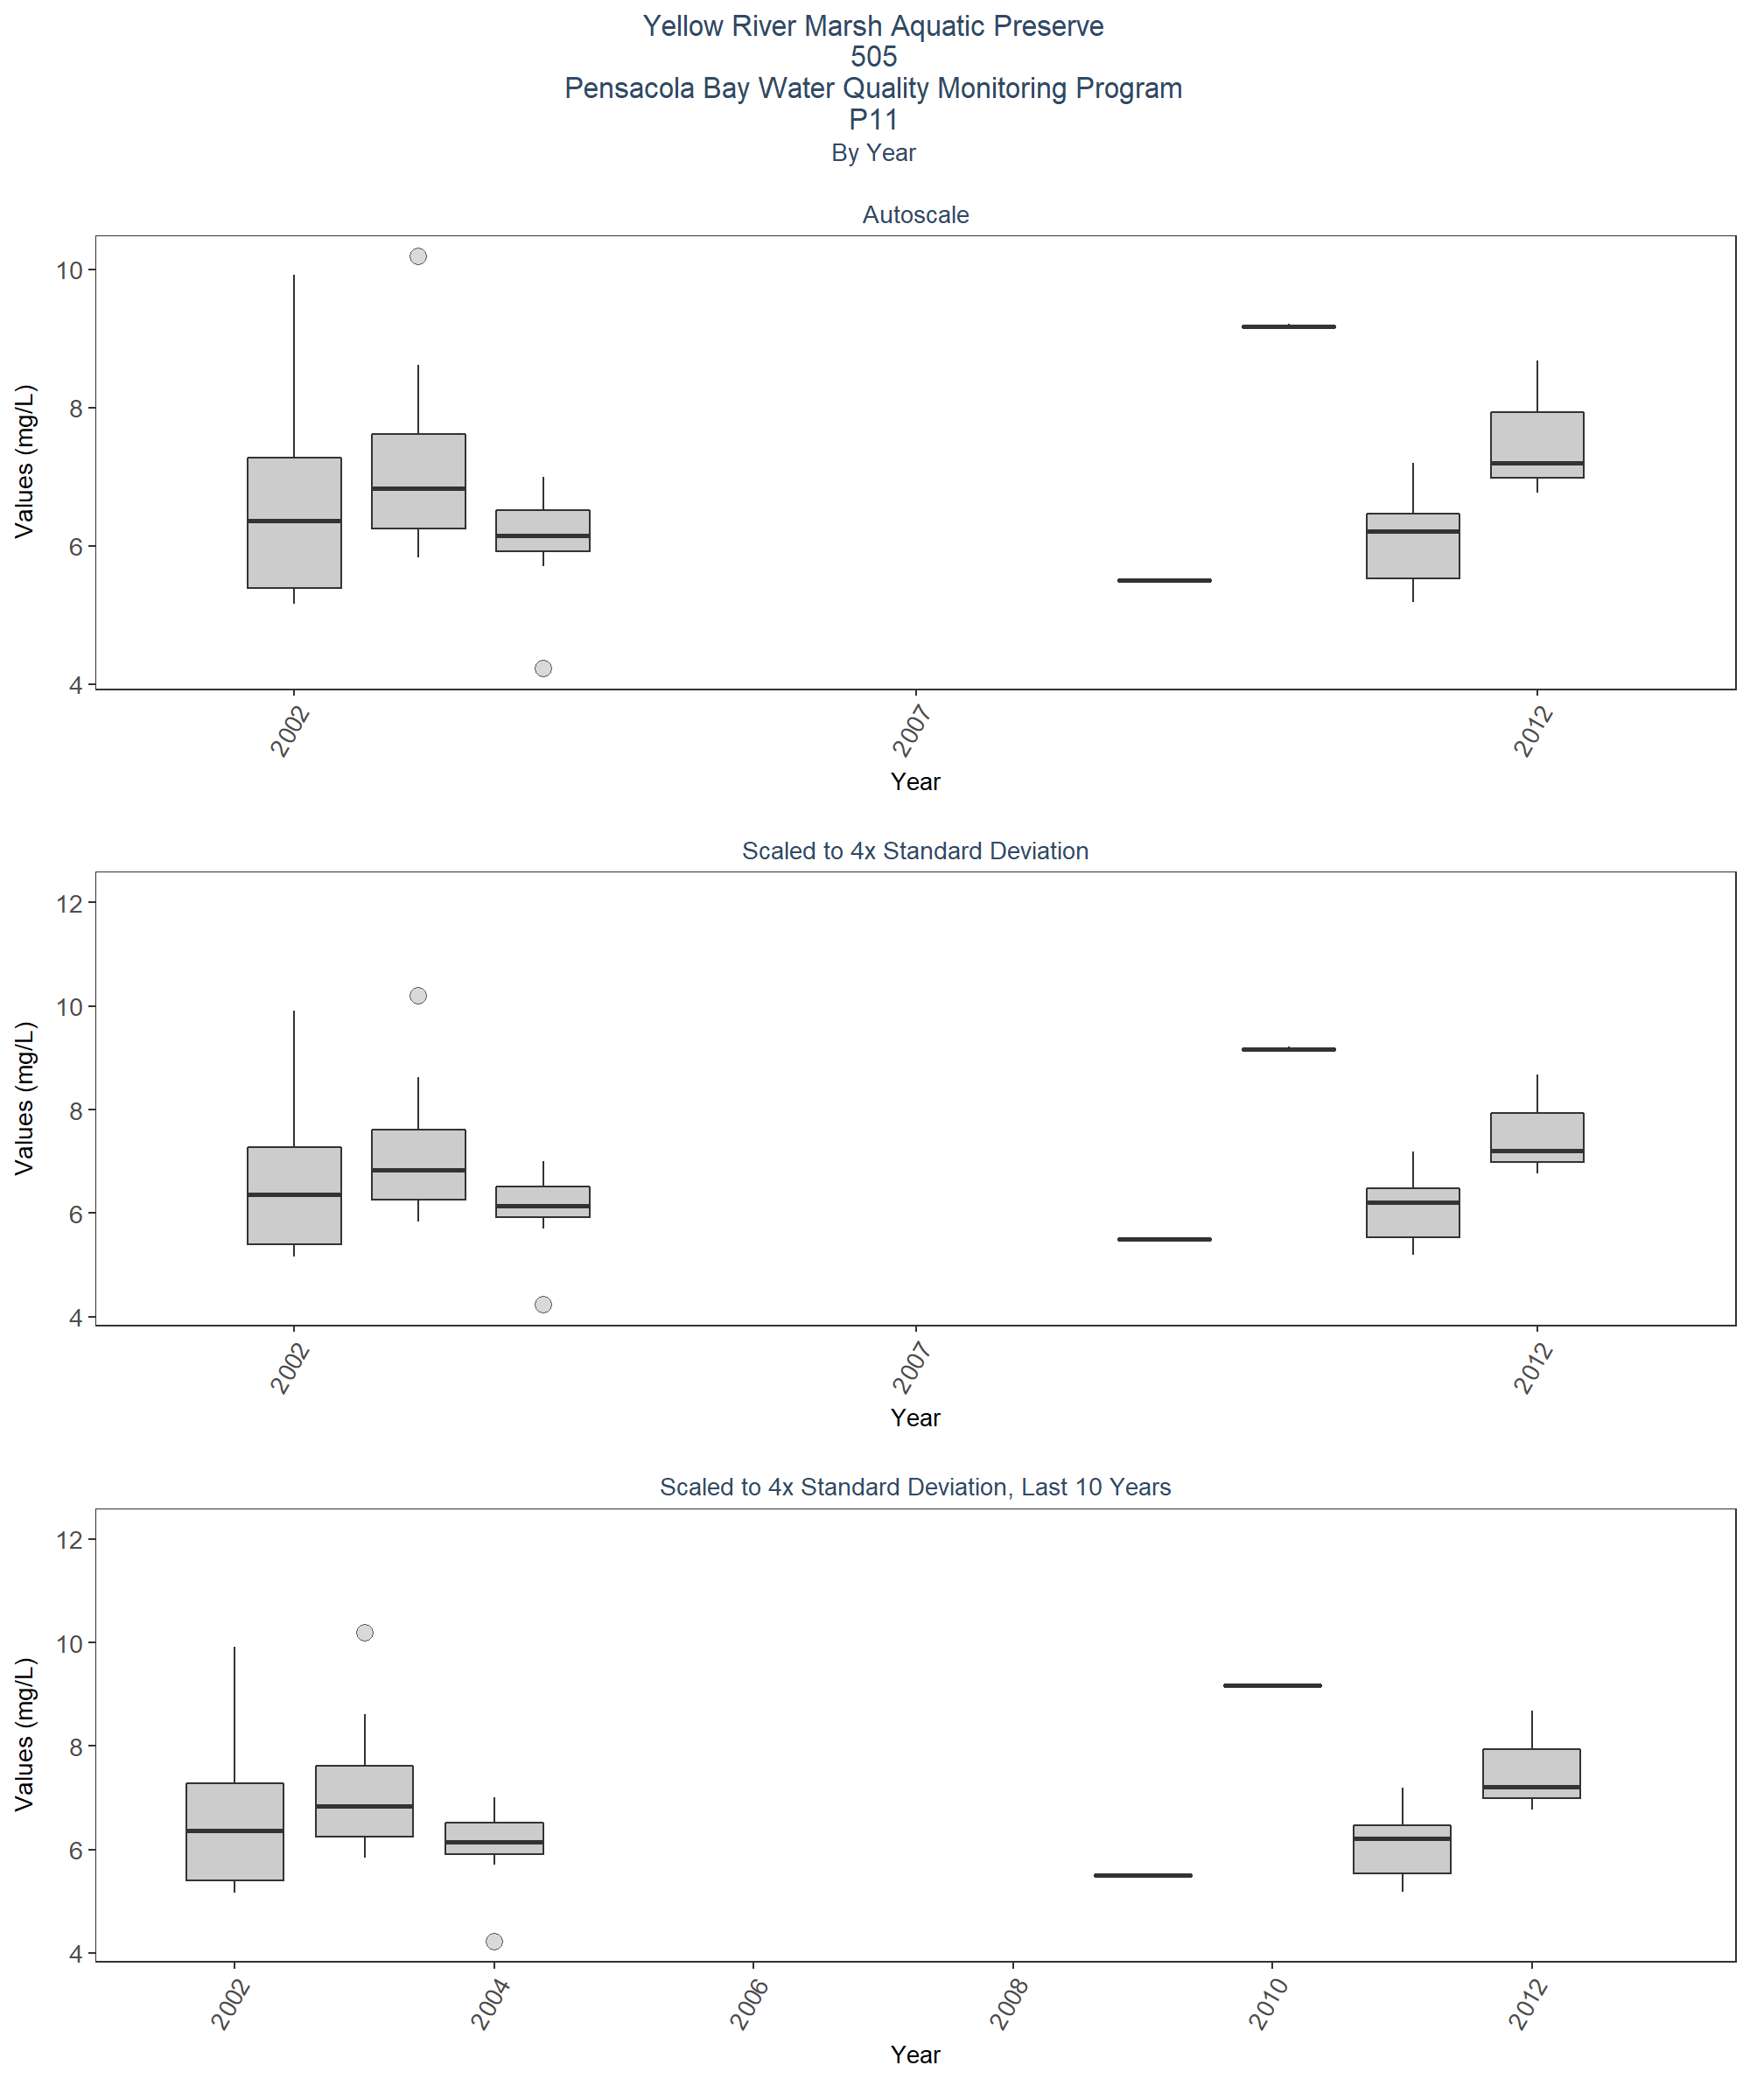 Yellow River Marsh Aquatic Preserve
505
Pensacola Bay Water Quality Monitoring Program
P11
By Year
Autoscale
Values (mg/L)
10
8
6
4
2002
2007
2012
Year
Scaled to 4x Standard Deviation
Values (mg/L)
12
10
8
6
4
2002
2007
2012
Year
Scaled to 4x Standard Deviation, Last 10 Years
Values (mg/L)
12
10
8
6
4
2002
2004
2006
2008
2010
2012
Year